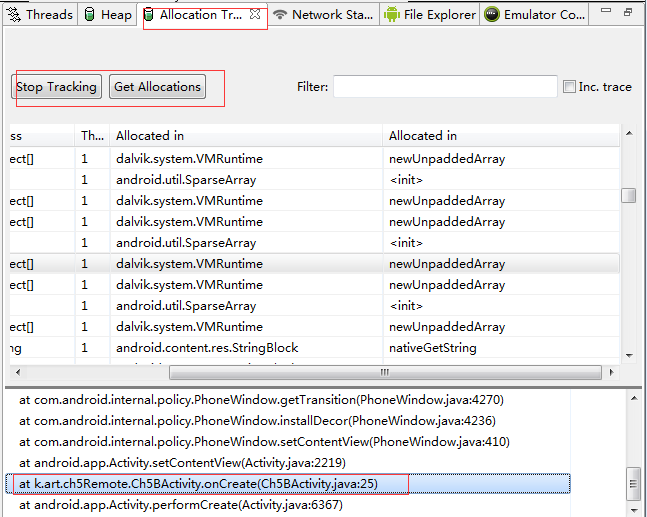 Threads Heap Allocation Tr... Network Sta... File Explorer Emulator Co...
Stop Tracking Get Allocations Filter: Inc. trace
ss Th... Allocated in Allocated in
ect[] 1 dalvik.system.VMRuntime newUnpaddedArray
1 android.util.SparseArray <init>
ect[] 1 dalvik.system.VMRuntime newUnpaddedArray
ect[] 1 dalvik.system.VMRuntime newUnpaddedArray
1 android.util.SparseArray <init>
ect[] 1 dalvik.system.VMRuntime newUnpaddedArray
ect[] 1 dalvik.system.VMRuntime newUnpaddedArray
1 android.util.SparseArray <init>
ect[] 1 dalvik.system.VMRuntime newUnpaddedArray
ng 1 android.content.res.StringBlock nativeGetString
at com.android.internal.policy.PhoneWindow.getTransition(PhoneWindow.java:4270)
at com.android.internal.policy.PhoneWindow.installDecor(PhoneWindow.java:4236)
at com.android.internal.policy.PhoneWindow.setContentView(PhoneWindow.java:410)
at android.app.Activity.setContentView(Activity.java:2219)
at k.art.ch5Remote.Ch5BActivity.onCreate(Ch5BActivity.java:25)
at android.app.Activity.performCreate(Activity.java:6367)